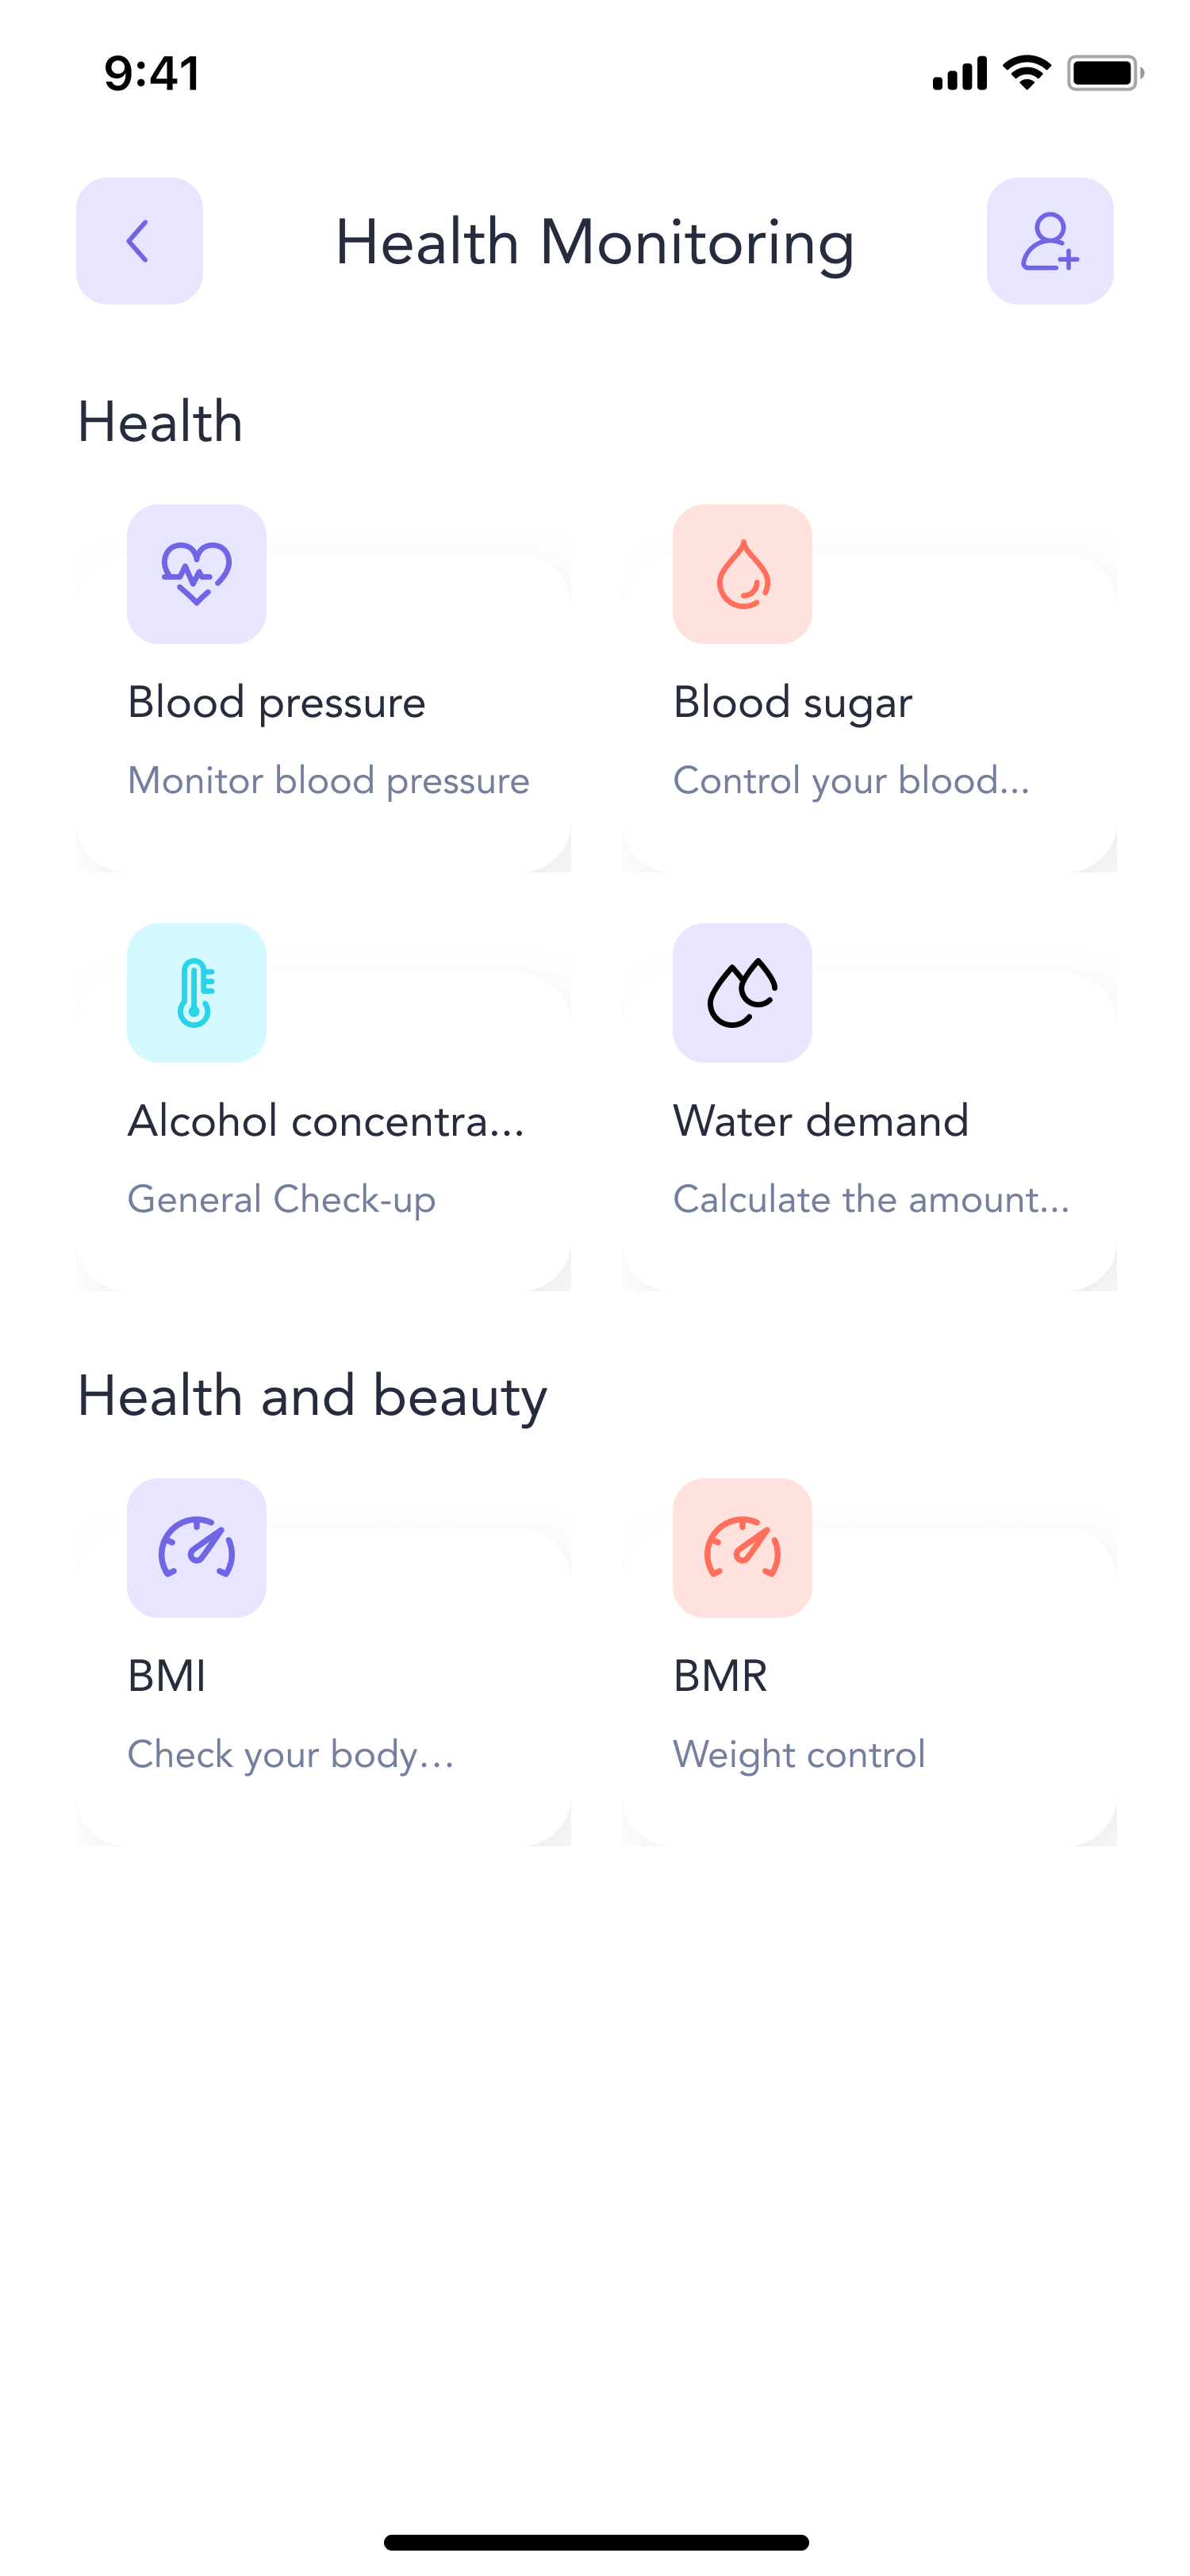 9:41
Health Monitoring
Health
Blood pressure
Monitor blood pressure
Blood sugar
Control your blood...
Alcohol concentra...
General Check-up
Water demand
Calculate the amount...
Health and beauty
BMI
Check your body...
BMR
Weight control